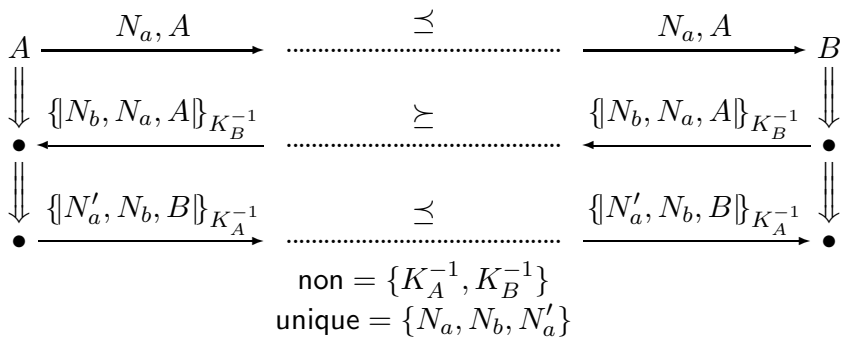 N_a, A ⪯ N_a, A
A B
{|N_b, N_a, A|}_{K_B^{-1}} ⪰ {|N_b, N_a, A|}_{K_B^{-1}}
{|N'_a, N_b, B|}_{K_A^{-1}} ⪯ {|N'_a, N_b, B|}_{K_A^{-1}}
non = {K_A^{-1}, K_B^{-1}}
unique = {N_a, N_b, N'_a}